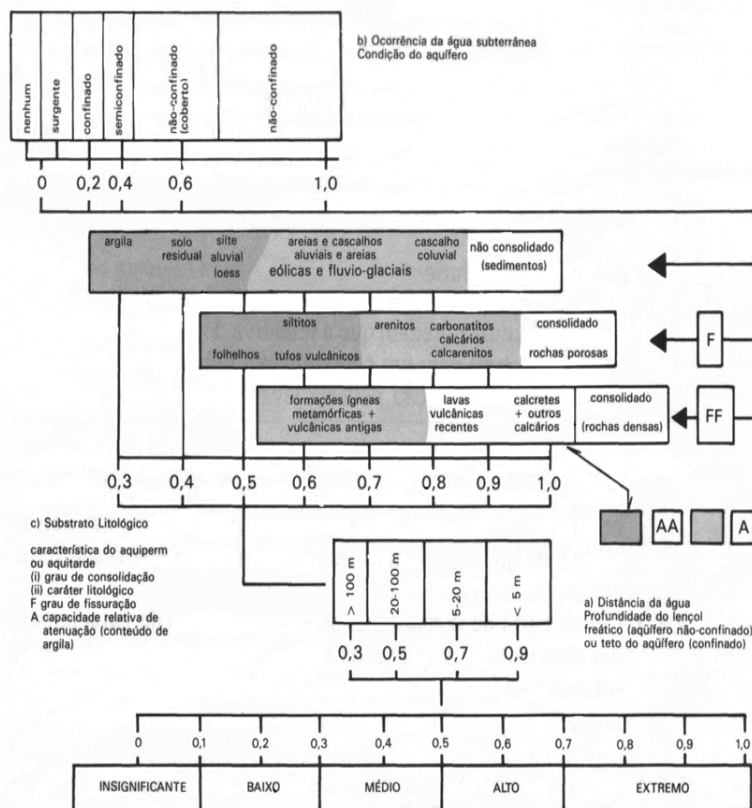 b) Ocorrência da água subterrânea
Condição do aquífero
nenhum
surgente
confinado
semiconfinado
não-confinado
(coberto)
não-confinado
0 0,2 0,4 0,6 1,0
argila
solo
residual
silte
aluvial
loess
areias e cascalhos
aluviais e areias
eólicas e fluvio-glaciais
cascalho
coluvial
não consolidado
(sedimentos)
folhelhos
siltitos
tufos vulcânicos
arenitos
carbonatitos
calcários
calcarenitos
consolidado
rochas porosas
F
formações ígneas
metamórficas +
vulcânicas antigas
lavas
vulcânicas
recentes
calcretes
+ outros
calcários
consolidado
(rochas densas)
FF
0,3 0,4 0,5 0,6 0,7 0,8 0,9 1,0
AA A
c) Substrato Litológico
característica do aquiperm
ou aquitarde
(i) grau de consolidação
(ii) caráter litológico
F grau de fissuração
A capacidade relativa de
atenuação (conteúdo de
argila)
> 100 m
20-100 m
5-20 m
< 5 m
0,3 0,5 0,7 0,9
a) Distância da água
Profundidade do lençol
freático (aqüífero não-confinado)
ou teto do aqüífero (confinado)
0 0,1 0,2 0,3 0,4 0,5 0,6 0,7 0,8 0,9 1,0
INSIGNIFICANTE BAIXO MÉDIO ALTO EXTREMO